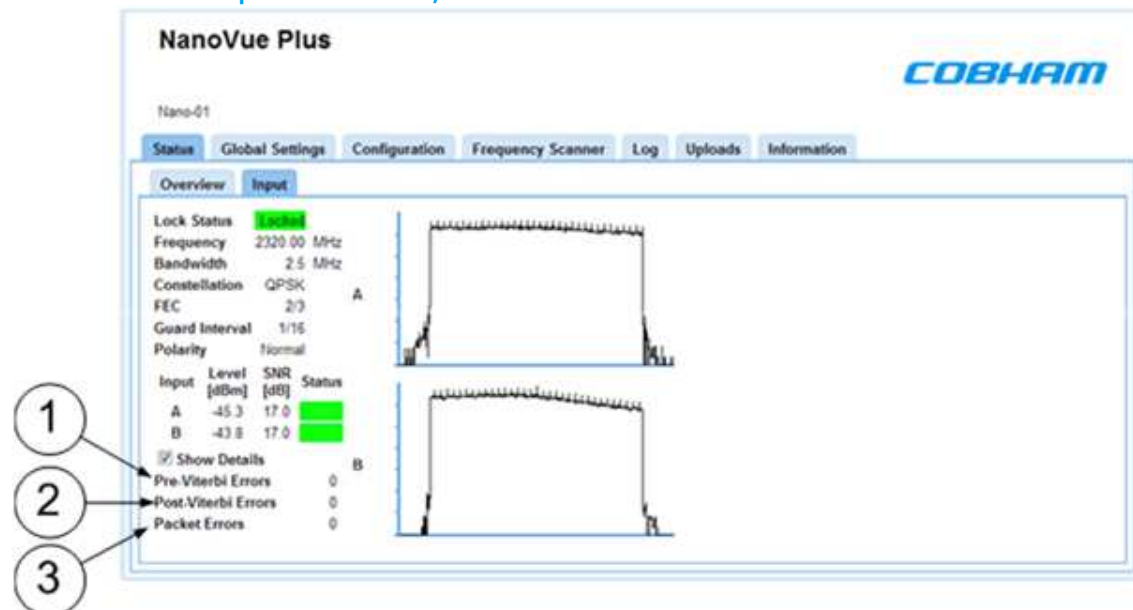 NanoVue Plus
COBHAM
Nano-01
Status Global Settings Configuration Frequency Scanner Log Uploads Information
Overview Input
Lock Status Locked
Frequency 2320.00 MHz
Bandwidth 2.5 MHz
Constellation QPSK
FEC 2/3
Guard Interval 1/16
Polarity Normal
A
Input Level [dBm] SNR [dB] Status
A -45.3 17.0
B -43.8 17.0
Show Details
B
Pre-Viterbi Errors 0
Post-Viterbi Errors 0
Packet Errors 0
1
2
3